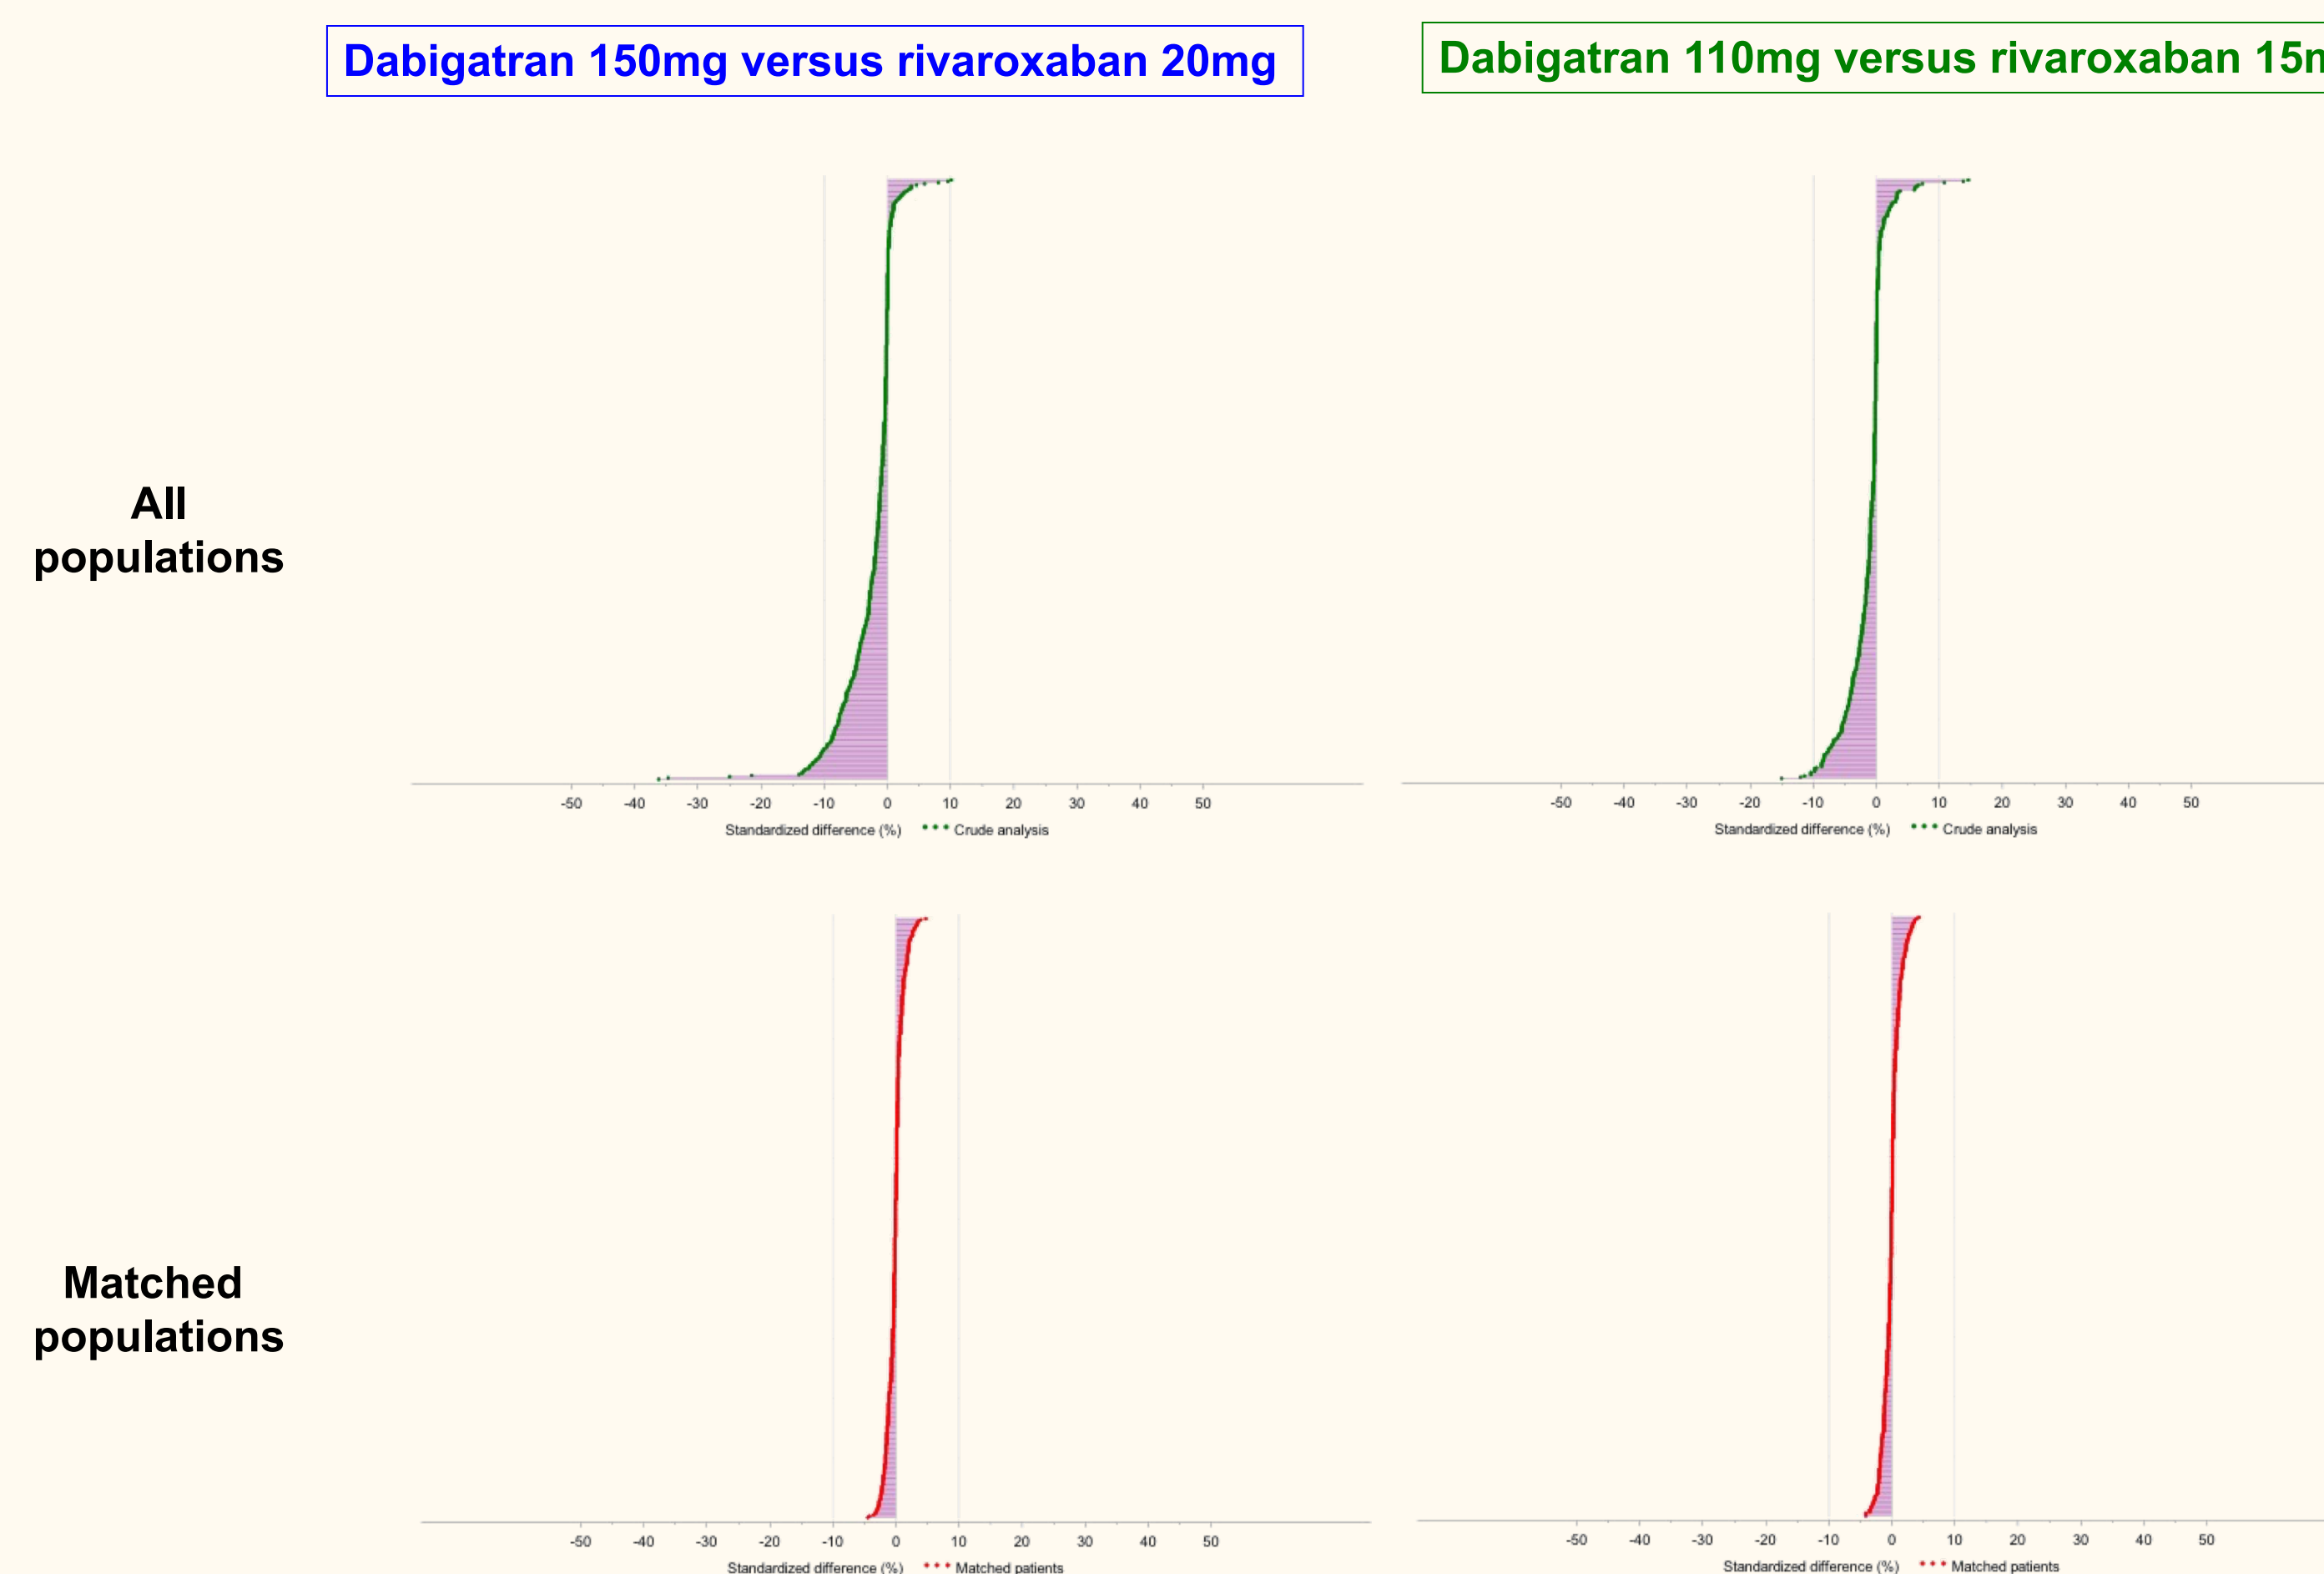 Dabigatran 150mg versus rivaroxaban 20mg
Dabigatran 110mg versus rivaroxaban
All
populations
-50 -40 -30 -20 -10 0 10 20 30 40 50
Standardized difference (%) Crude analysis
-50 -40 -30 -20 -10 0 10 20 30 40 50
Standardized difference (%) Crude analysis
Matched
populations
-50 -40 -30 -20 -10 0 10 20 30 40 50
Standardized difference (%) Matched patients
-50 -40 -30 -20 -10 0 10 20 30 40 50
Standardized difference (%) Matched patients